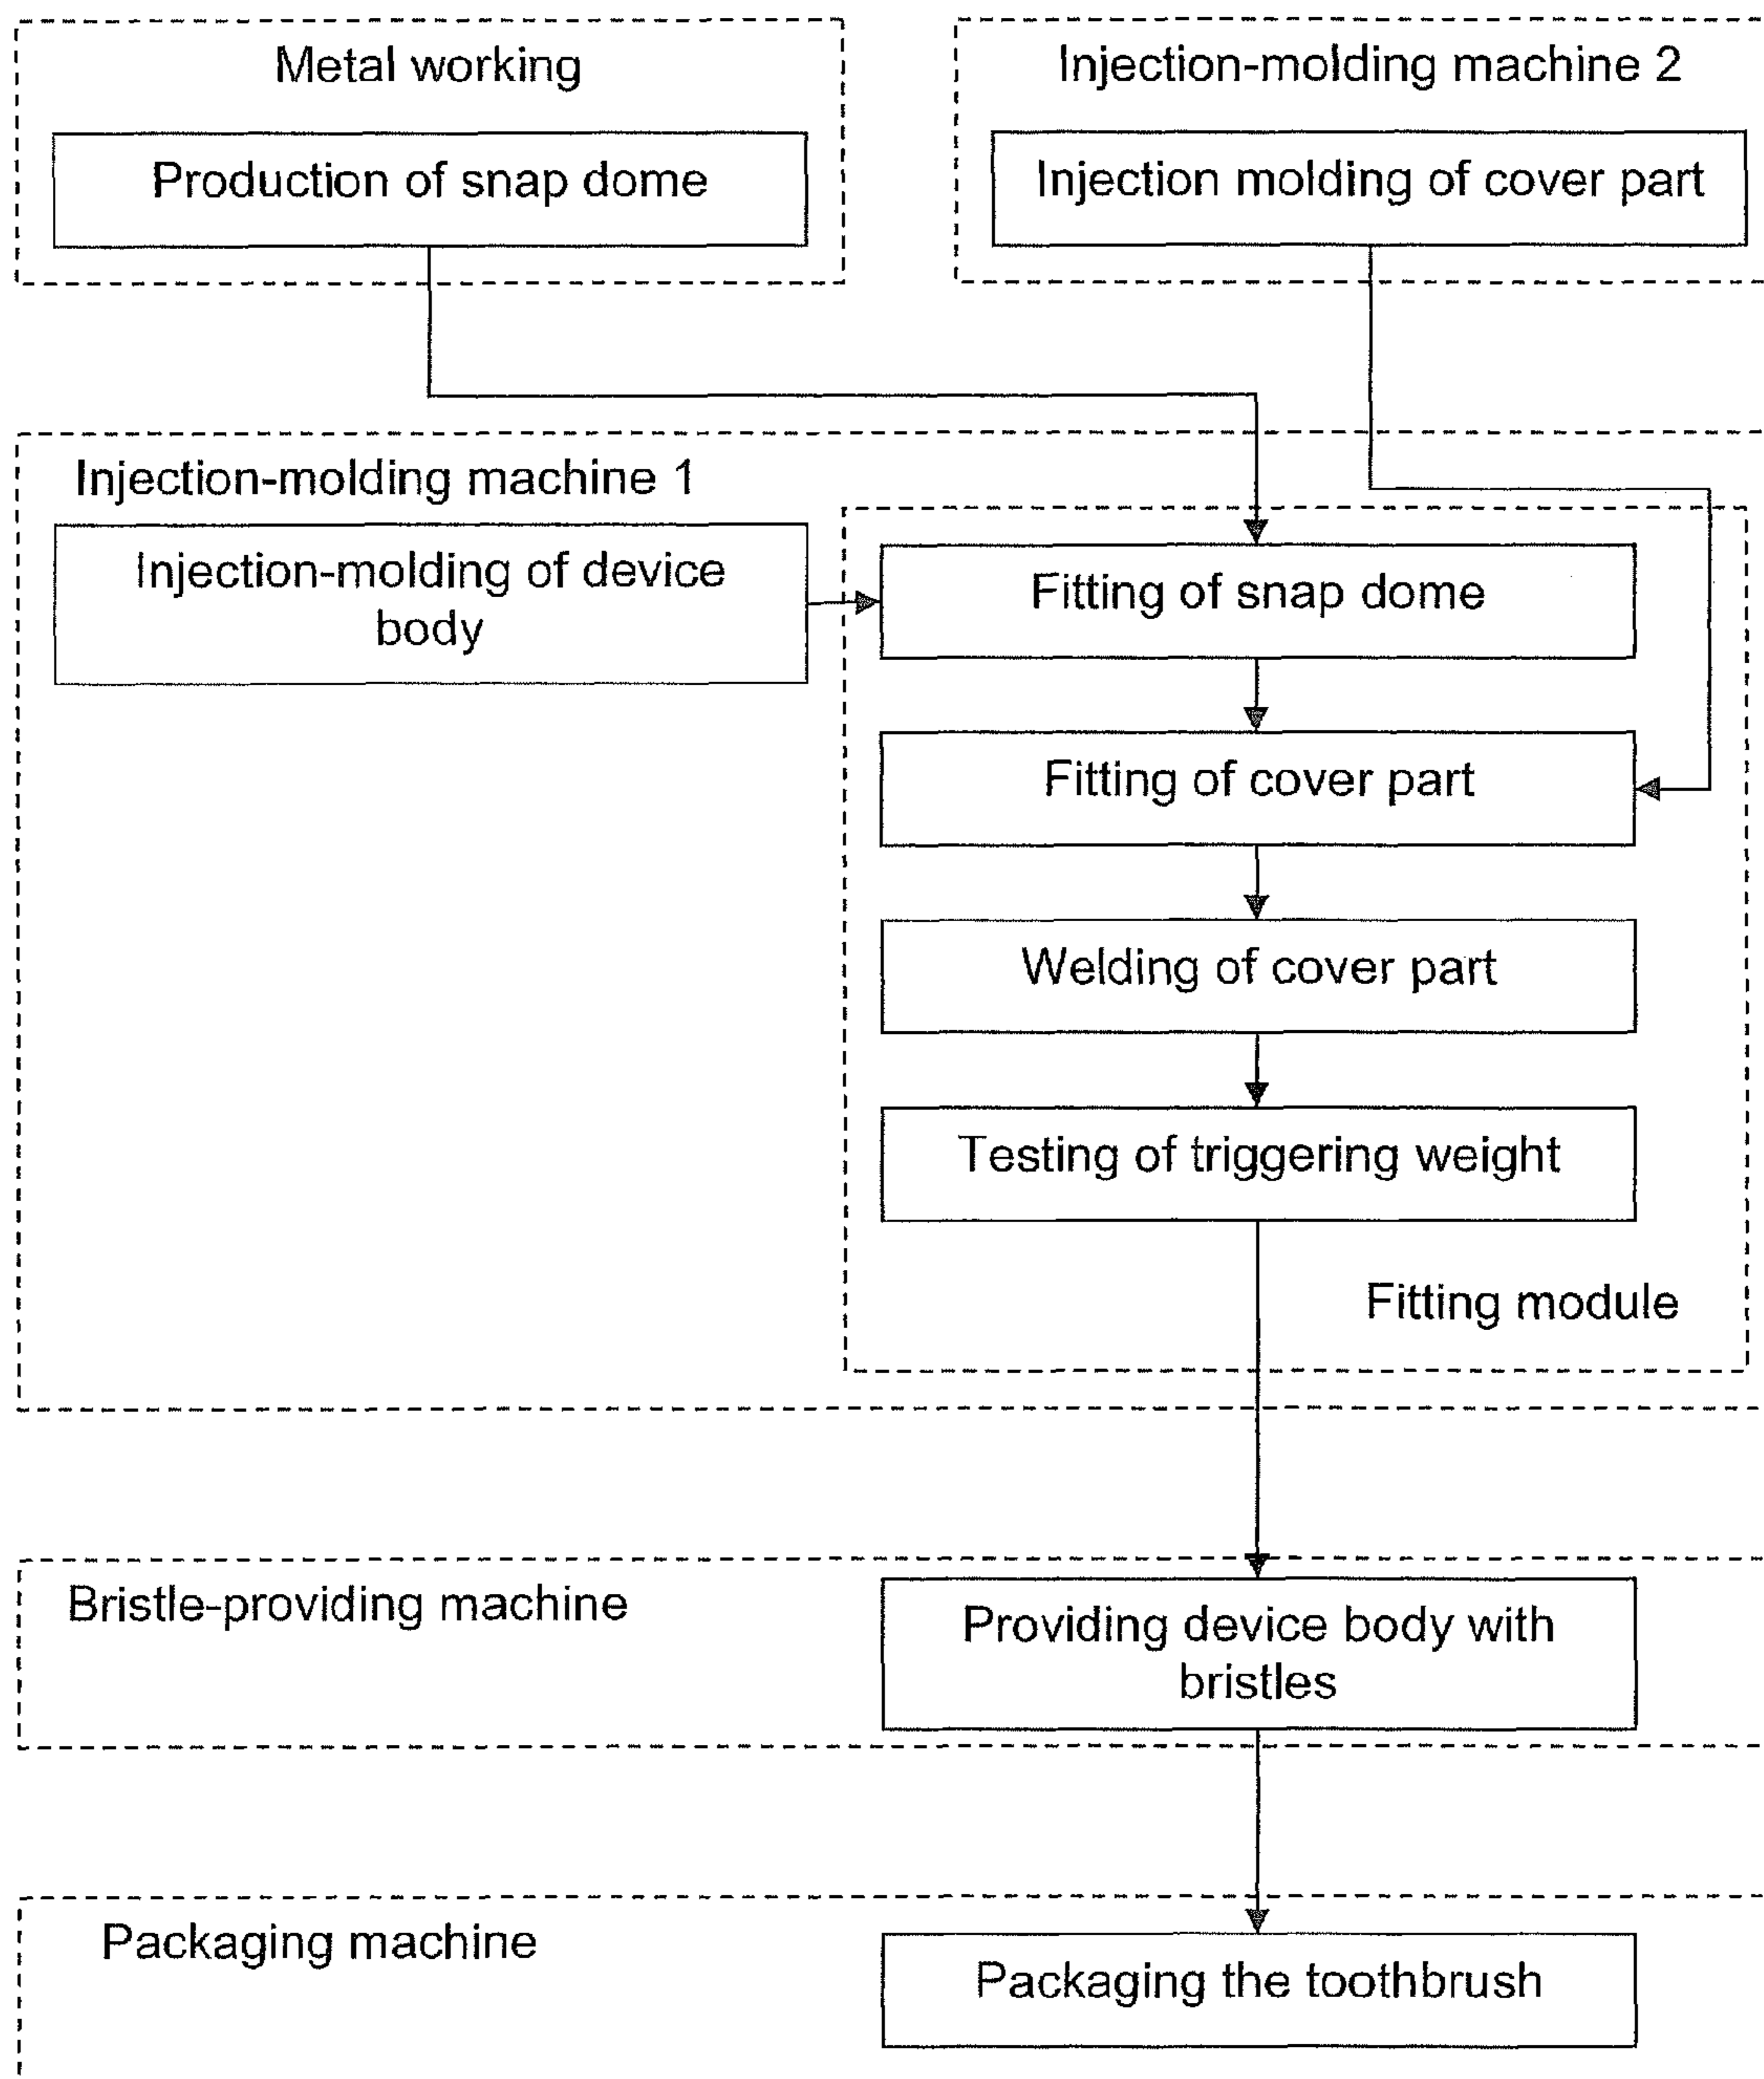 Metal working
Injection-molding machine 2
Production of snap dome
Injection molding of cover part
Injection-molding machine 1
Injection-molding of device
body
Fitting of snap dome
Fitting of cover part
Welding of cover part
Testing of triggering weight
Fitting module
Bristle-providing machine
Providing device body with
bristles
Packaging machine
Packaging the toothbrush